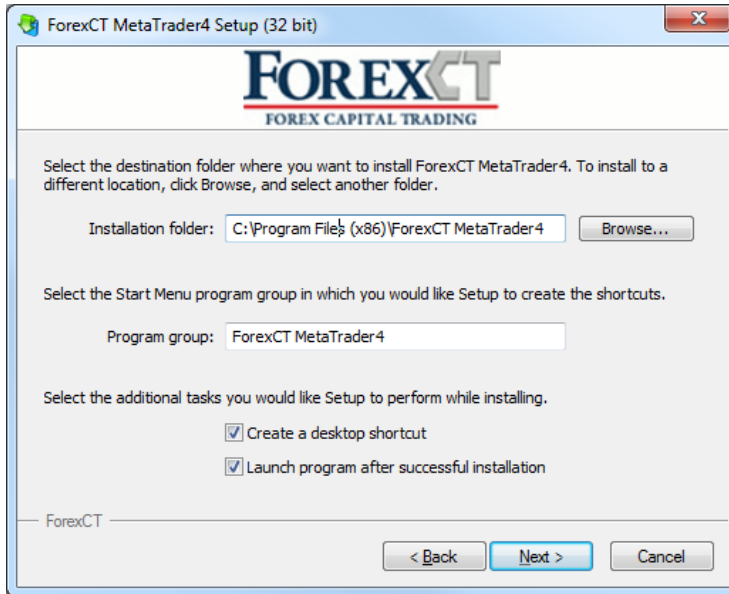 ForexCT MetaTrader4 Setup (32 bit)
FOREXCT
FOREX CAPITAL TRADING
Select the destination folder where you want to install ForexCT MetaTrader4. To install to a
different location, click Browse, and select another folder.
Installation folder: C:\Program Files (x86)\ForexCT MetaTrader4 Browse...
Select the Start Menu program group in which you would like Setup to create the shortcuts.
Program group: ForexCT MetaTrader4
Select the additional tasks you would like Setup to perform while installing.
Create a desktop shortcut
Launch program after successful installation
ForexCT
< Back Next > Cancel